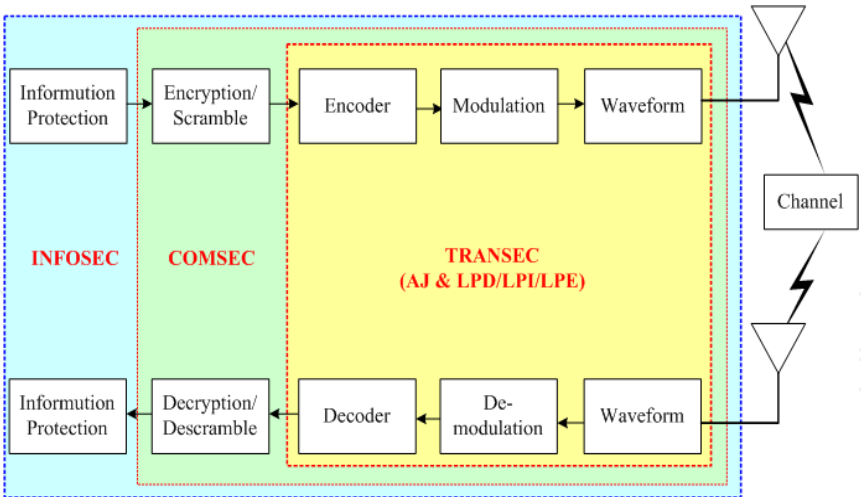 Informution
Protection
Encryption/
Scramble
Encoder
Modulation
Waveform
Channel
INFOSEC
COMSEC
TRANSEC
(AJ & LPD/LPI/LPE)
Informution
Protection
Decryption/
Descramble
Decoder
De-
modulation
Waveform